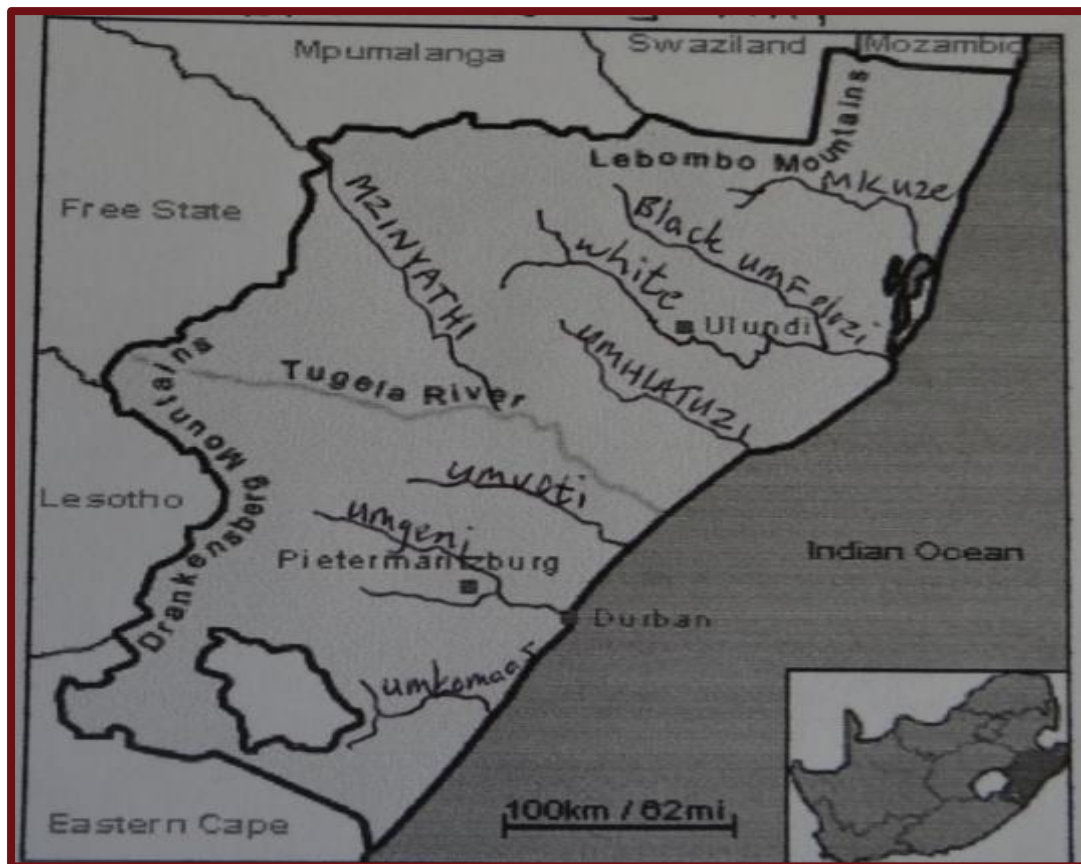 Mpumalanga
Swaziland
Mozambique
Lebombo Mountains
Mkuze
Free State
MZINYATHI
Black umFolozi
white
Ulundi
UMHLATUZI
Tugela River
Drankensberg Mountains
Lesotho
umvoti
umgeni
Pietermaritzburg
Indian Ocean
Durban
umkomaas
100km / 62mi
Eastern Cape